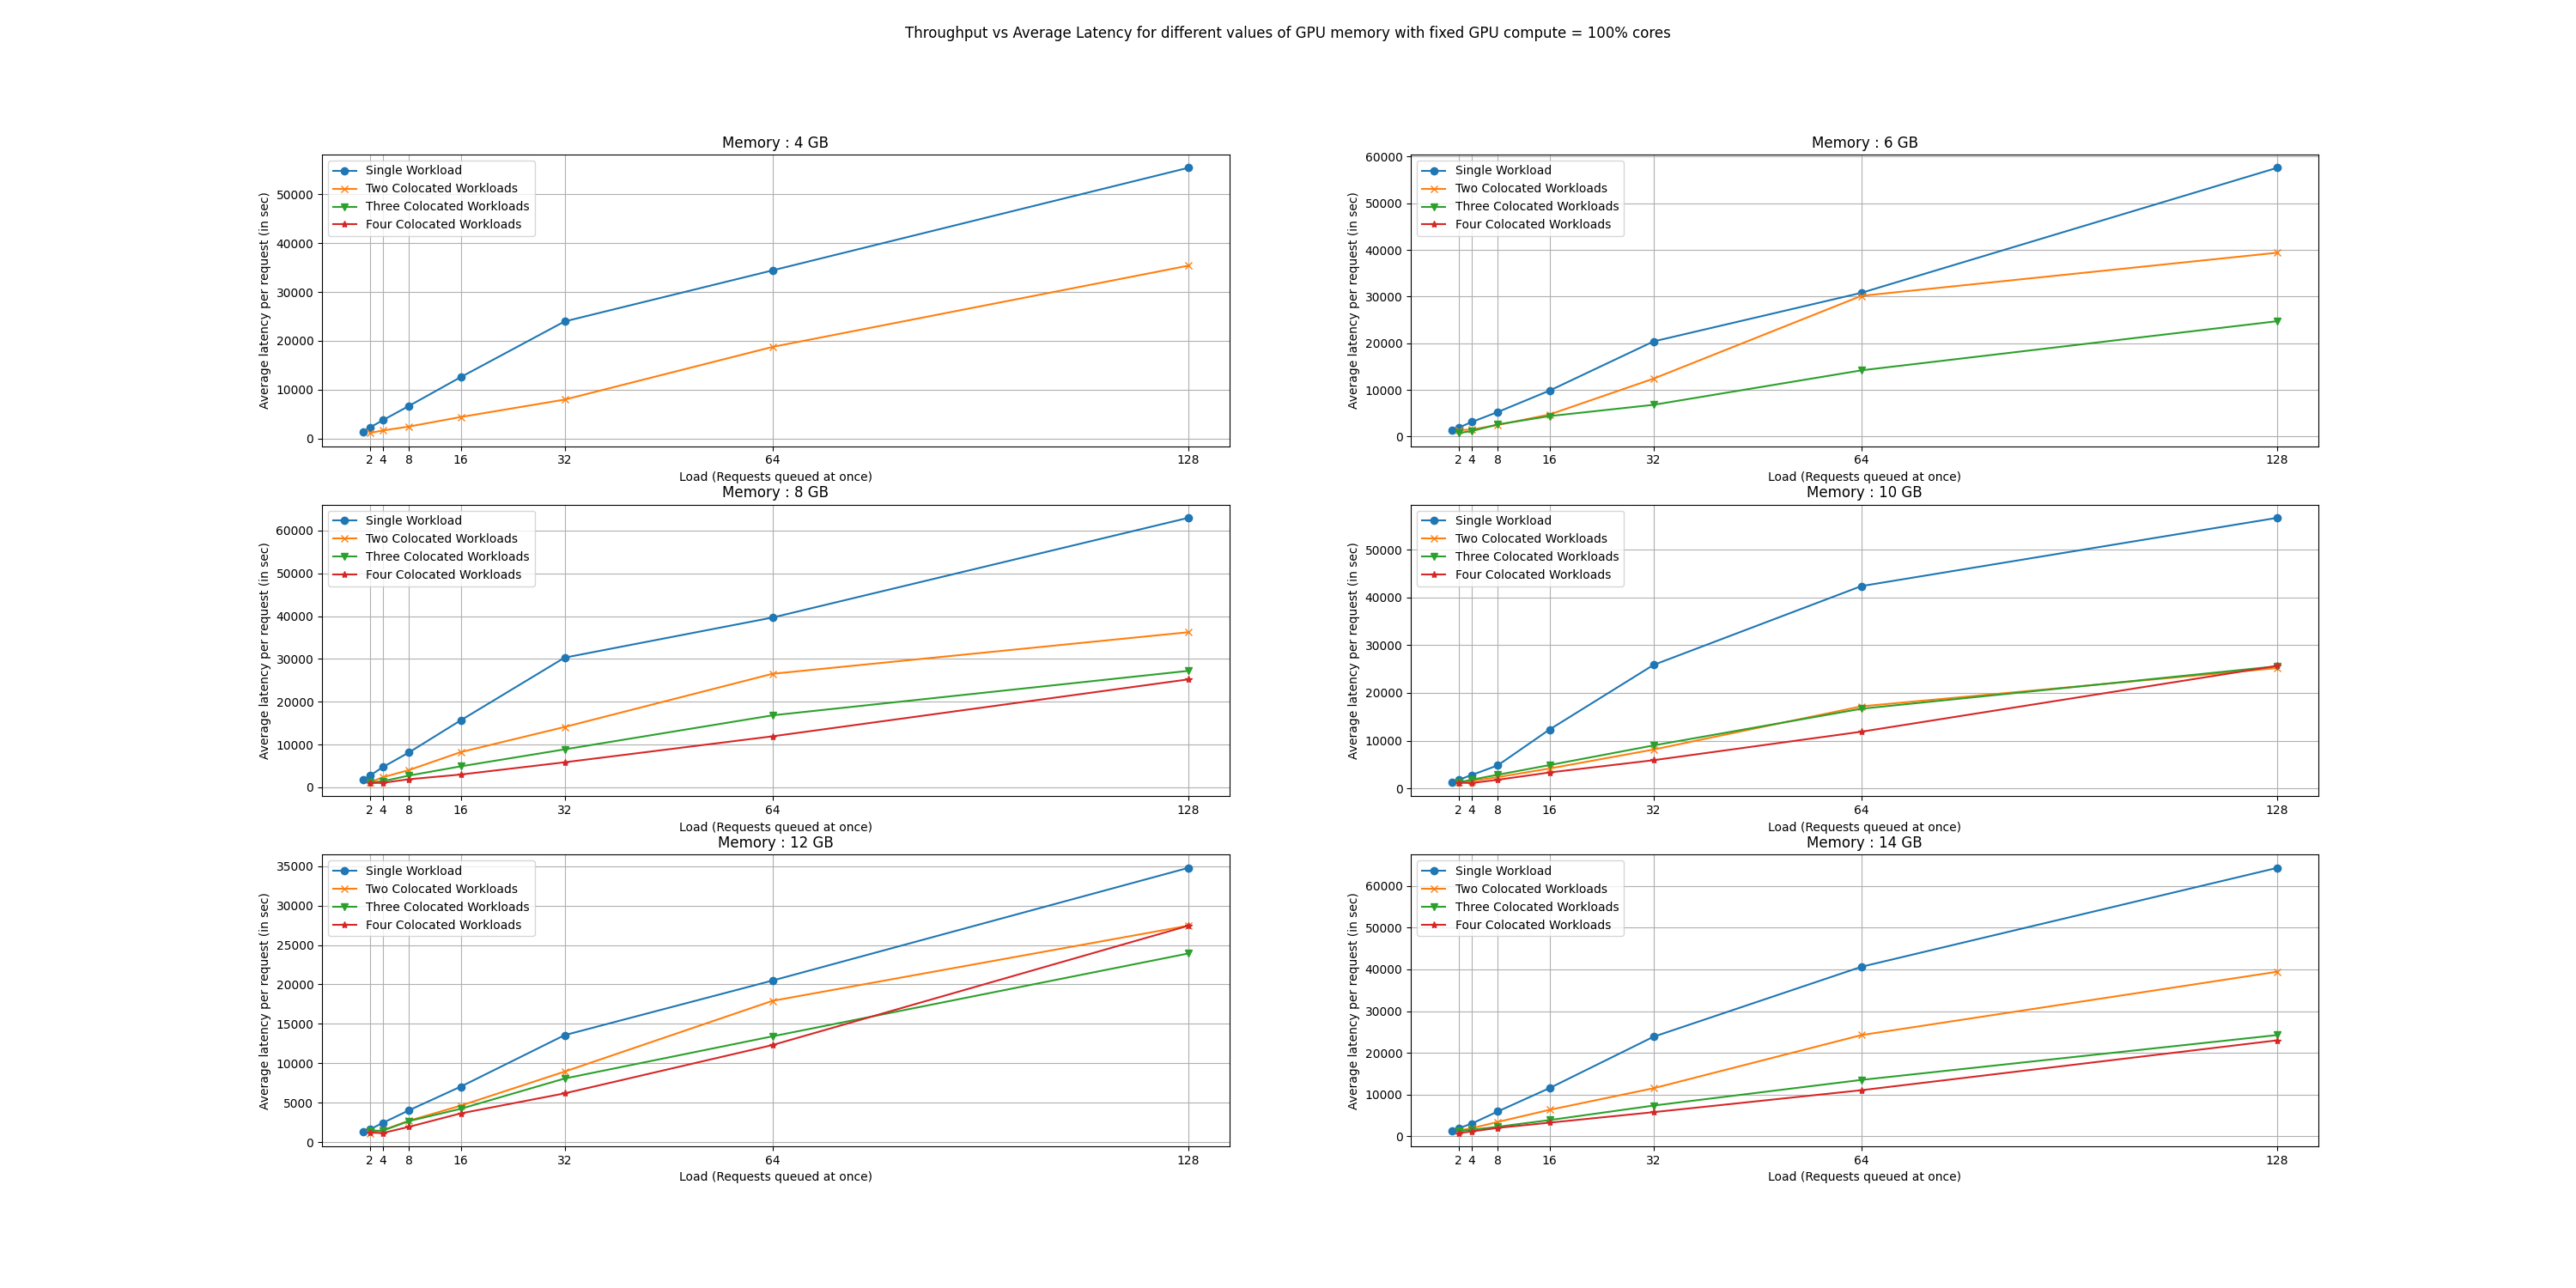 Throughput vs Average Latency for different values of GPU memory with fixed GPU compute = 100% cores
Memory : 4 GB
Single Workload
Two Colocated Workloads
Three Colocated Workloads
Four Colocated Workloads
Average latency per request (in sec)
50000
40000
30000
20000
10000
0
2 4 8 16 32 64 128
Load (Requests queued at once)
Memory : 6 GB
Single Workload
Two Colocated Workloads
Three Colocated Workloads
Four Colocated Workloads
Average latency per request (in sec)
60000
50000
40000
30000
20000
10000
0
2 4 8 16 32 64 128
Load (Requests queued at once)
Memory : 8 GB
Single Workload
Two Colocated Workloads
Three Colocated Workloads
Four Colocated Workloads
Average latency per request (in sec)
60000
50000
40000
30000
20000
10000
0
2 4 8 16 32 64 128
Load (Requests queued at once)
Memory : 10 GB
Single Workload
Two Colocated Workloads
Three Colocated Workloads
Four Colocated Workloads
Average latency per request (in sec)
50000
40000
30000
20000
10000
0
2 4 8 16 32 64 128
Load (Requests queued at once)
Memory : 12 GB
Single Workload
Two Colocated Workloads
Three Colocated Workloads
Four Colocated Workloads
Average latency per request (in sec)
35000
30000
25000
20000
15000
10000
5000
0
2 4 8 16 32 64 128
Load (Requests queued at once)
Memory : 14 GB
Single Workload
Two Colocated Workloads
Three Colocated Workloads
Four Colocated Workloads
Average latency per request (in sec)
60000
50000
40000
30000
20000
10000
0
2 4 8 16 32 64 128
Load (Requests queued at once)